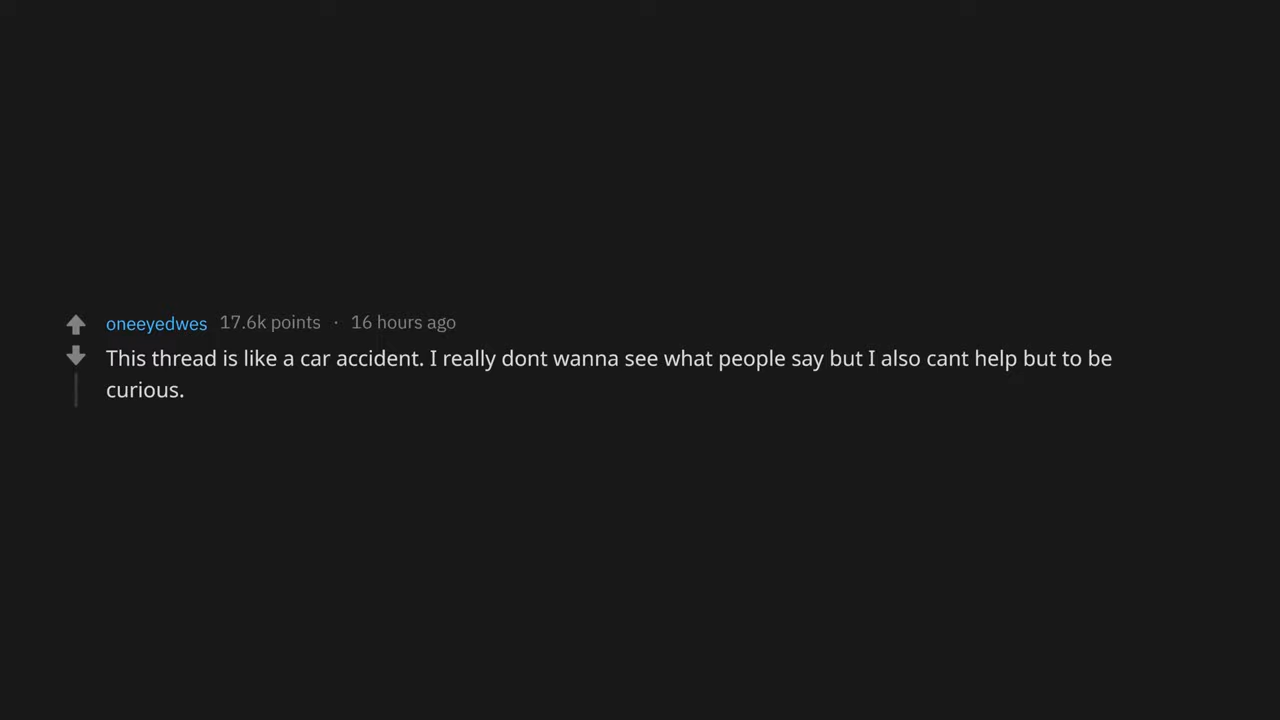 oneeyedwes 17.6k points · 16 hours ago
This thread is like a car accident. I really dont wanna see what people say but I also cant help but to be
curious.